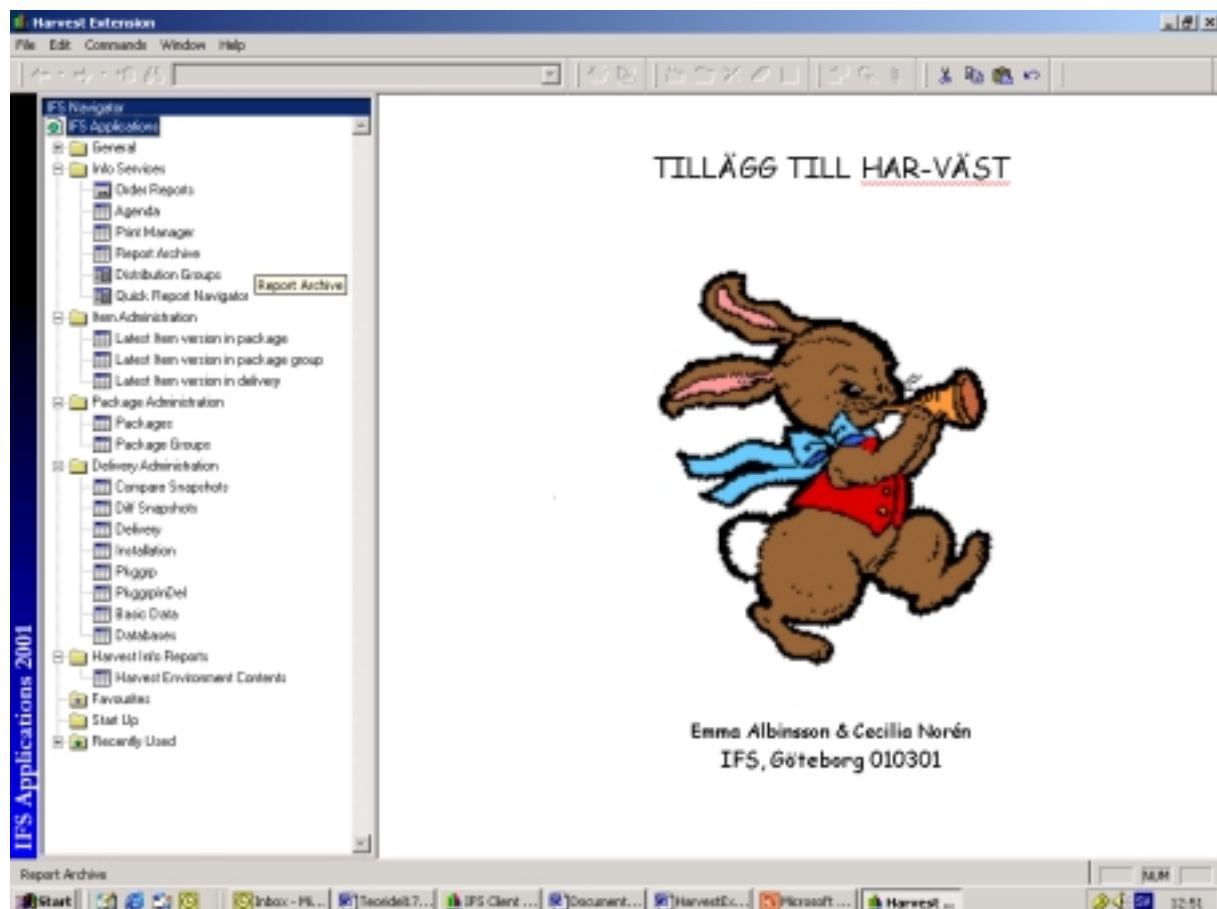 Harvest Extension
File Edit Commands Window Help
IFS Navigator
IFS Applications
General
Info Services
Order Reports
Agenda
Print Manager
Report Archive
Distribution Groups
Report Archive
Quick Report Navigator
Item Administration
Latest Item version in package
Latest Item version in package group
Latest Item version in delivery
Package Administration
Packages
Package Groups
Delivery Administration
Compare Snapshots
Diff Snapshots
Delivery
Installation
Pkggip
PkggipInDel
Basic Data
Databases
Harvest Info Reports
Harvest Environment Contents
Favourites
Start Up
Recently Used
IFS Applications 2001
TILLÄGG TILL HAR-VÄST
Emma Albinsson & Cecilia Norén
IFS, Göteborg 010301
Report Archive
NUM
Start
Inbox - Mi...
Teoridel1.7...
IFS Client ...
Document...
HarvestEx...
Microsoft ...
Harvest ...
12:51